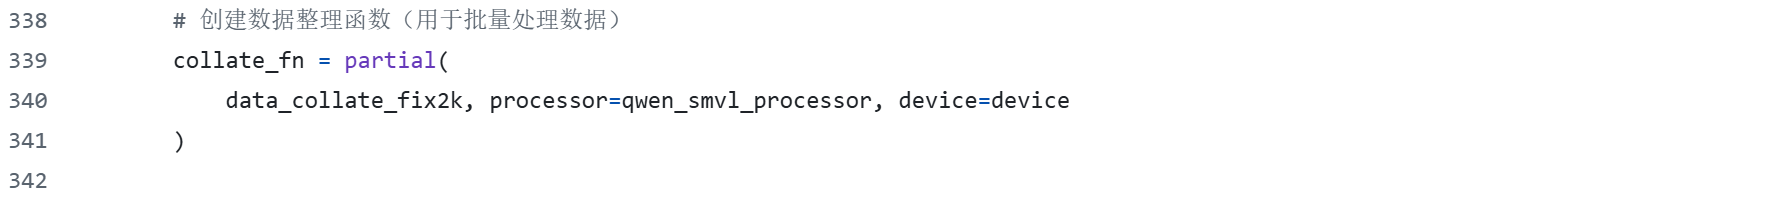 338 # 创建数据整理函数（用于批量处理数据）
339 collate_fn = partial(
340 data_collate_fix2k, processor=qwen_smvl_processor, device=device
341 )
342